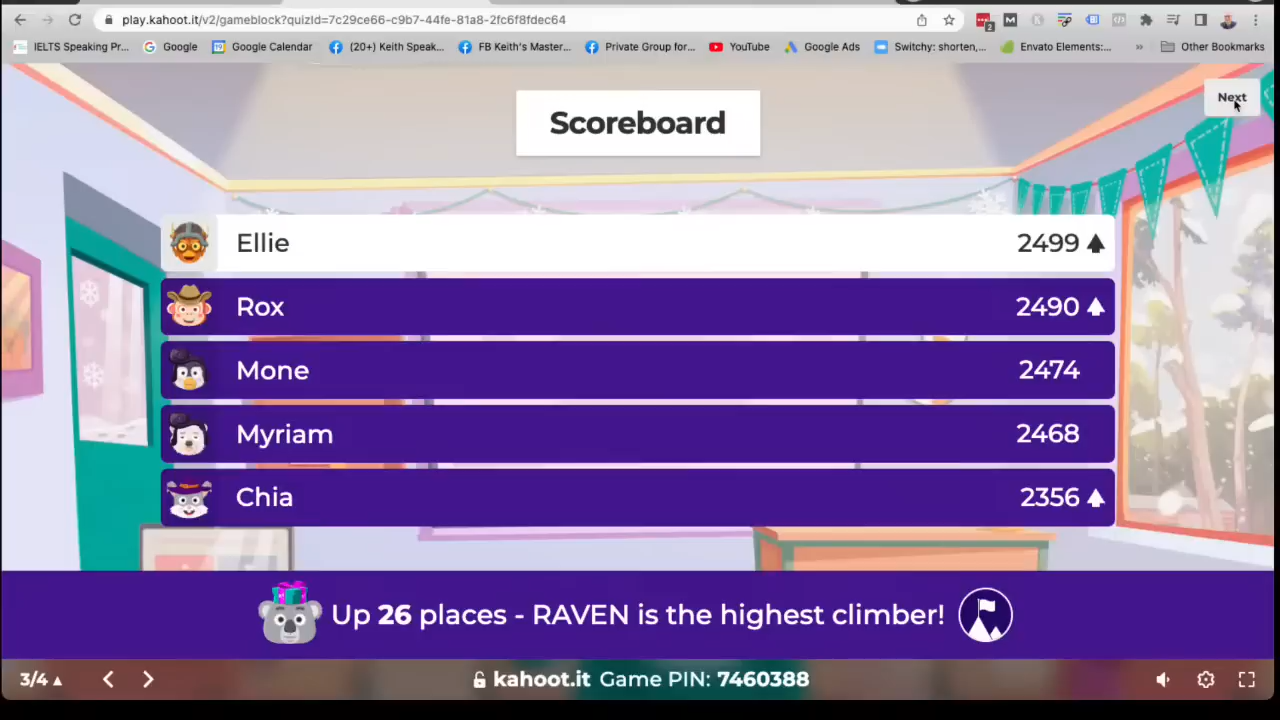 play.kahoot.it/v2/gameblock?quizId=7c29ce66-c9b7-44fe-81a8-2fc6f8fdec64
2
IELTS Speaking Pr... Google Google Calendar (20+) Keith Speak... FB Keith's Master... Private Group for... YouTube Google Ads Switchy: shorten,... Envato Elements:... » Other Bookmarks
Next
Scoreboard
Ellie 2499
Rox 2490
Mone 2474
Myriam 2468
Chia 2356
Up 26 places - RAVEN is the highest climber!
3/4 kahoot.it Game PIN: 7460388